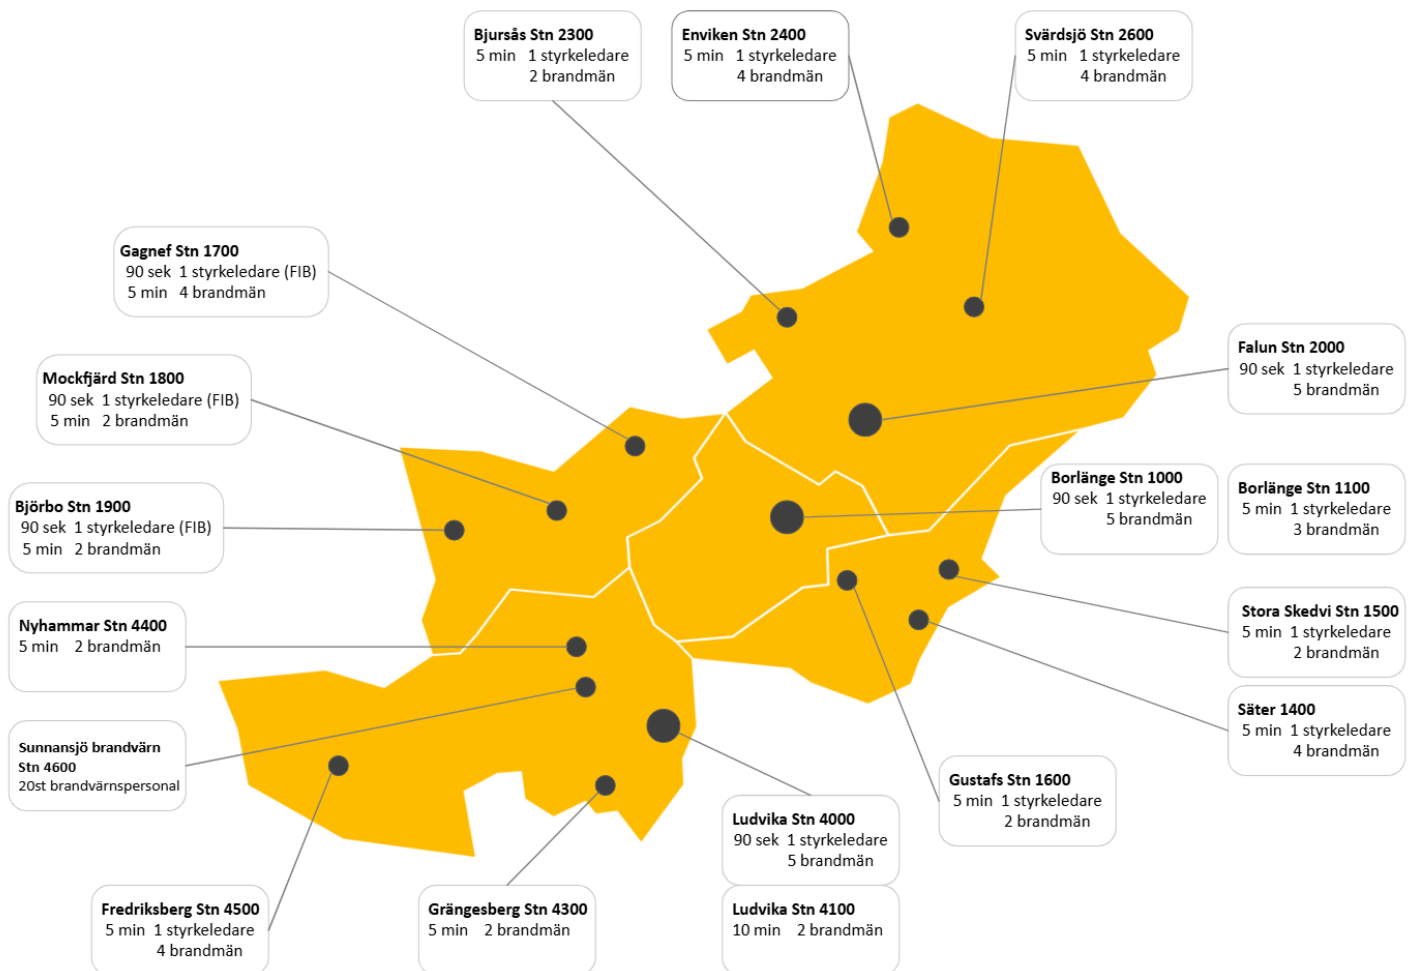 Bjursås Stn 2300
5 min 1 styrkeledare
2 brandmän
Enviken Stn 2400
5 min 1 styrkeledare
4 brandmän
Svärdsjö Stn 2600
5 min 1 styrkeledare
4 brandmän
Gagnef Stn 1700
90 sek 1 styrkeledare (FIB)
5 min 4 brandmän
Falun Stn 2000
90 sek 1 styrkeledare
5 brandmän
Mockfjärd Stn 1800
90 sek 1 styrkeledare (FIB)
5 min 2 brandmän
Borlänge Stn 1000
90 sek 1 styrkeledare
5 brandmän
Borlänge Stn 1100
5 min 1 styrkeledare
3 brandmän
Björbo Stn 1900
90 sek 1 styrkeledare (FIB)
5 min 2 brandmän
Stora Skedvi Stn 1500
5 min 1 styrkeledare
2 brandmän
Nyhammar Stn 4400
5 min 2 brandmän
Säter 1400
5 min 1 styrkeledare
4 brandmän
Sunnansjö brandvärn
Stn 4600
20st brandvärnspersonal
Gustafs Stn 1600
5 min 1 styrkeledare
2 brandmän
Ludvika Stn 4000
90 sek 1 styrkeledare
5 brandmän
Fredriksberg Stn 4500
5 min 1 styrkeledare
4 brandmän
Grängesberg Stn 4300
5 min 2 brandmän
Ludvika Stn 4100
10 min 2 brandmän